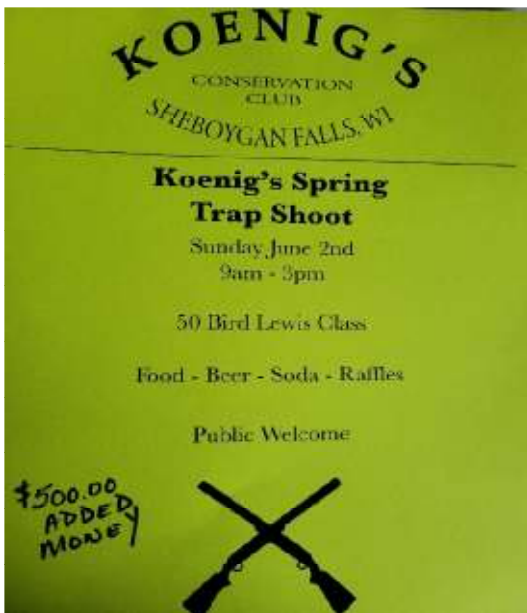 KOENIG'S
CONSERVATION
CLUB
SHEBOYGAN FALLS, WI
Koenig's Spring
Trap Shoot
Sunday June 2nd
9am - 3pm
50 Bird Lewis Class
Food - Beer - Soda - Raffles
Public Welcome
$500.00
ADDED
MONEY